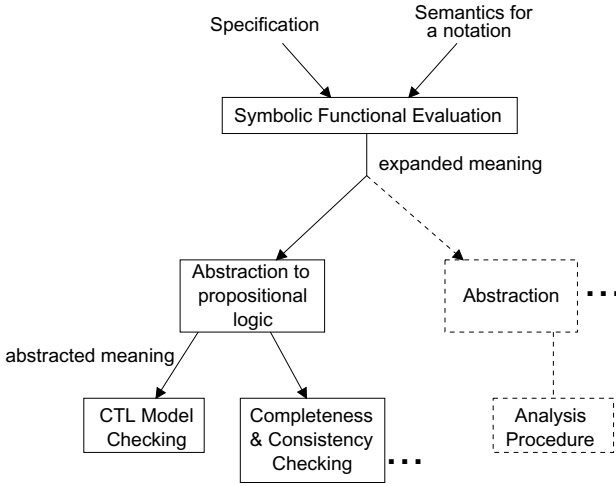 Specification
Semantics for
a notation
Symbolic Functional Evaluation
expanded meaning
Abstraction to
propositional
logic
Abstraction
...
abstracted meaning
CTL Model
Checking
Completeness
& Consistency
Checking
...
Analysis
Procedure